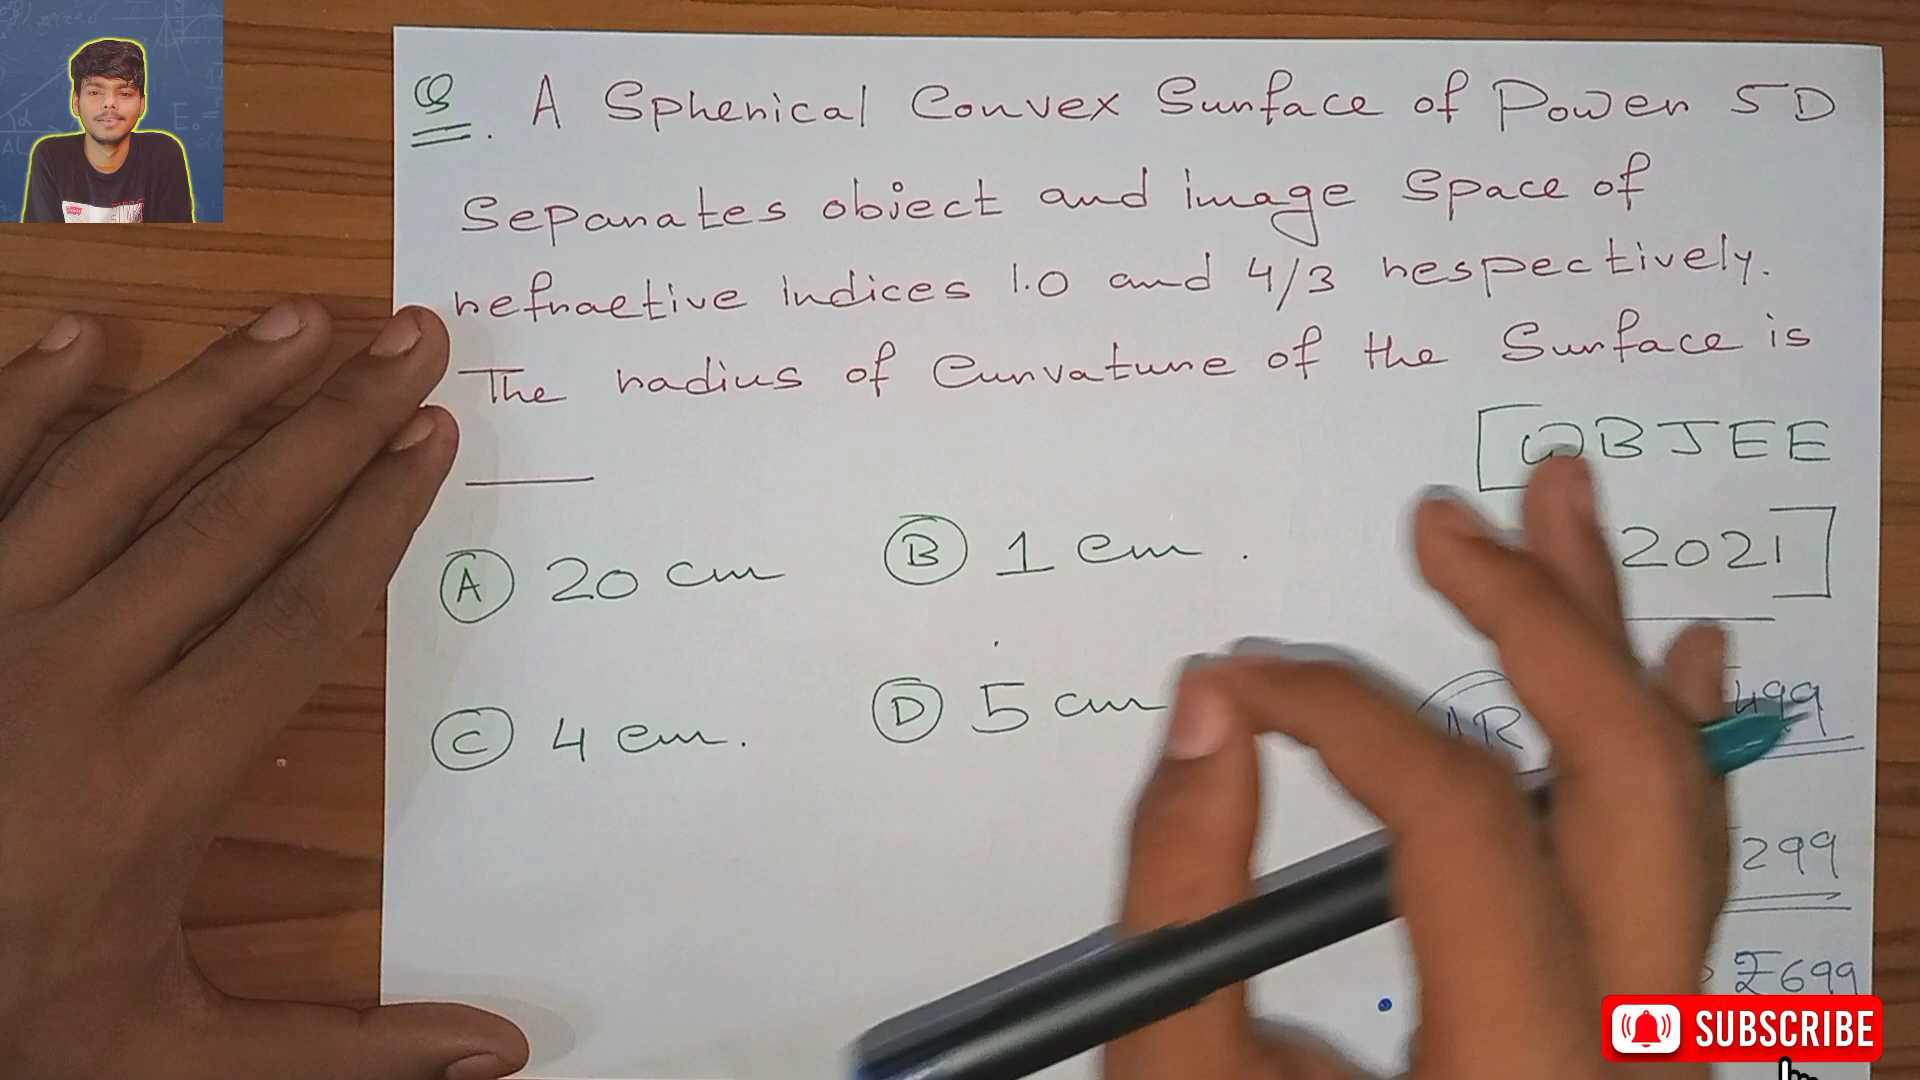 Q. A Spherical Convex Surface of Power 5D
Separates object and image Space of
refractive indices 1.0 and 4/3 respectively.
The radius of Curvature of the Surface is
[WBJEE
2021]
(A) 20 cm (B) 1 cm.
(C) 4 cm. (D) 5 cm
499
299
₹699
SUBSCRIBE